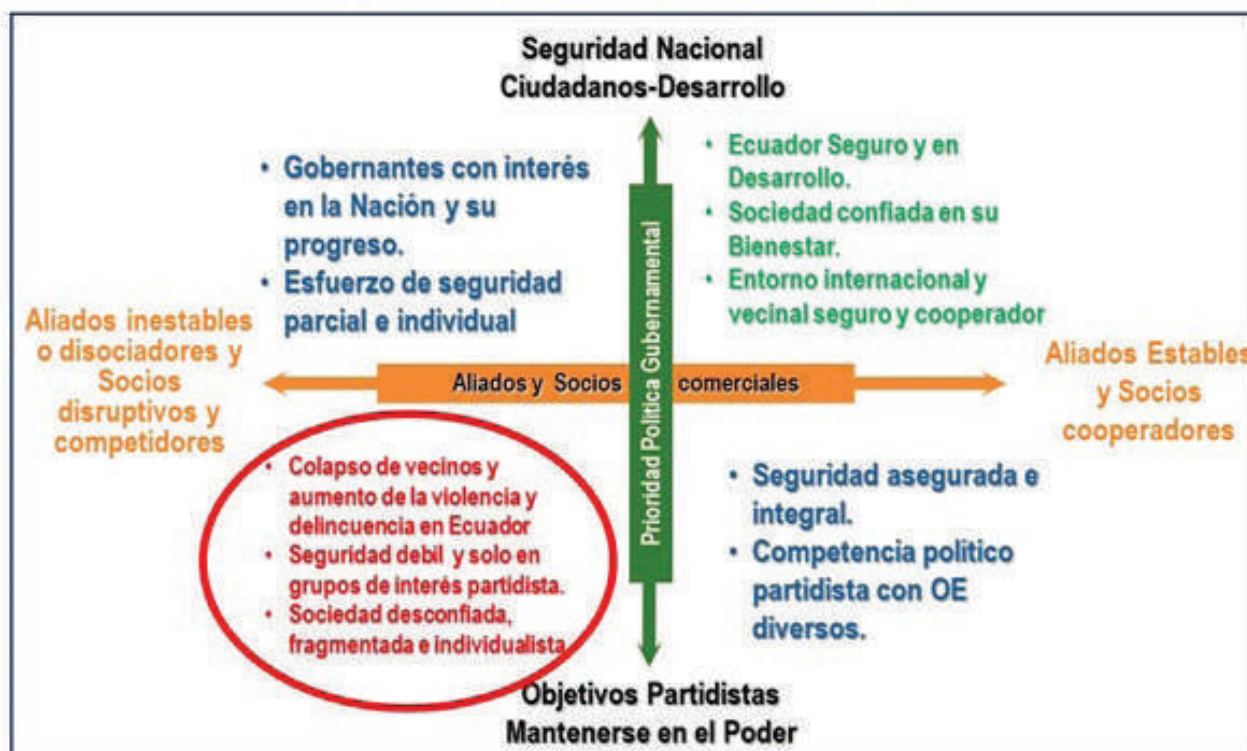 Seguridad Nacional
Ciudadanos-Desarrollo
• Gobernantes con interés
en la Nación y su
progreso.
• Esfuerzo de seguridad
parcial e individual
• Ecuador Seguro y en
Desarrollo.
• Sociedad confiada en su
Bienestar.
• Entorno internacional y
vecinal seguro y cooperador
Aliados inestables
o disociadores y
Socios
disruptivos y
competidores
Aliados y Socios comerciales
Prioridad Política Gubernamental
Aliados Estables
y Socios
cooperadores
• Colapso de vecinos y
aumento de la violencia y
delincuencia en Ecuador
• Seguridad debil y solo en
grupos de interés partidista.
• Sociedad desconfiada,
fragmentada e individualista
• Seguridad asegurada e
integral.
• Competencia político
partidista con OE
diversos.
Objetivos Partidistas
Mantenerse en el Poder